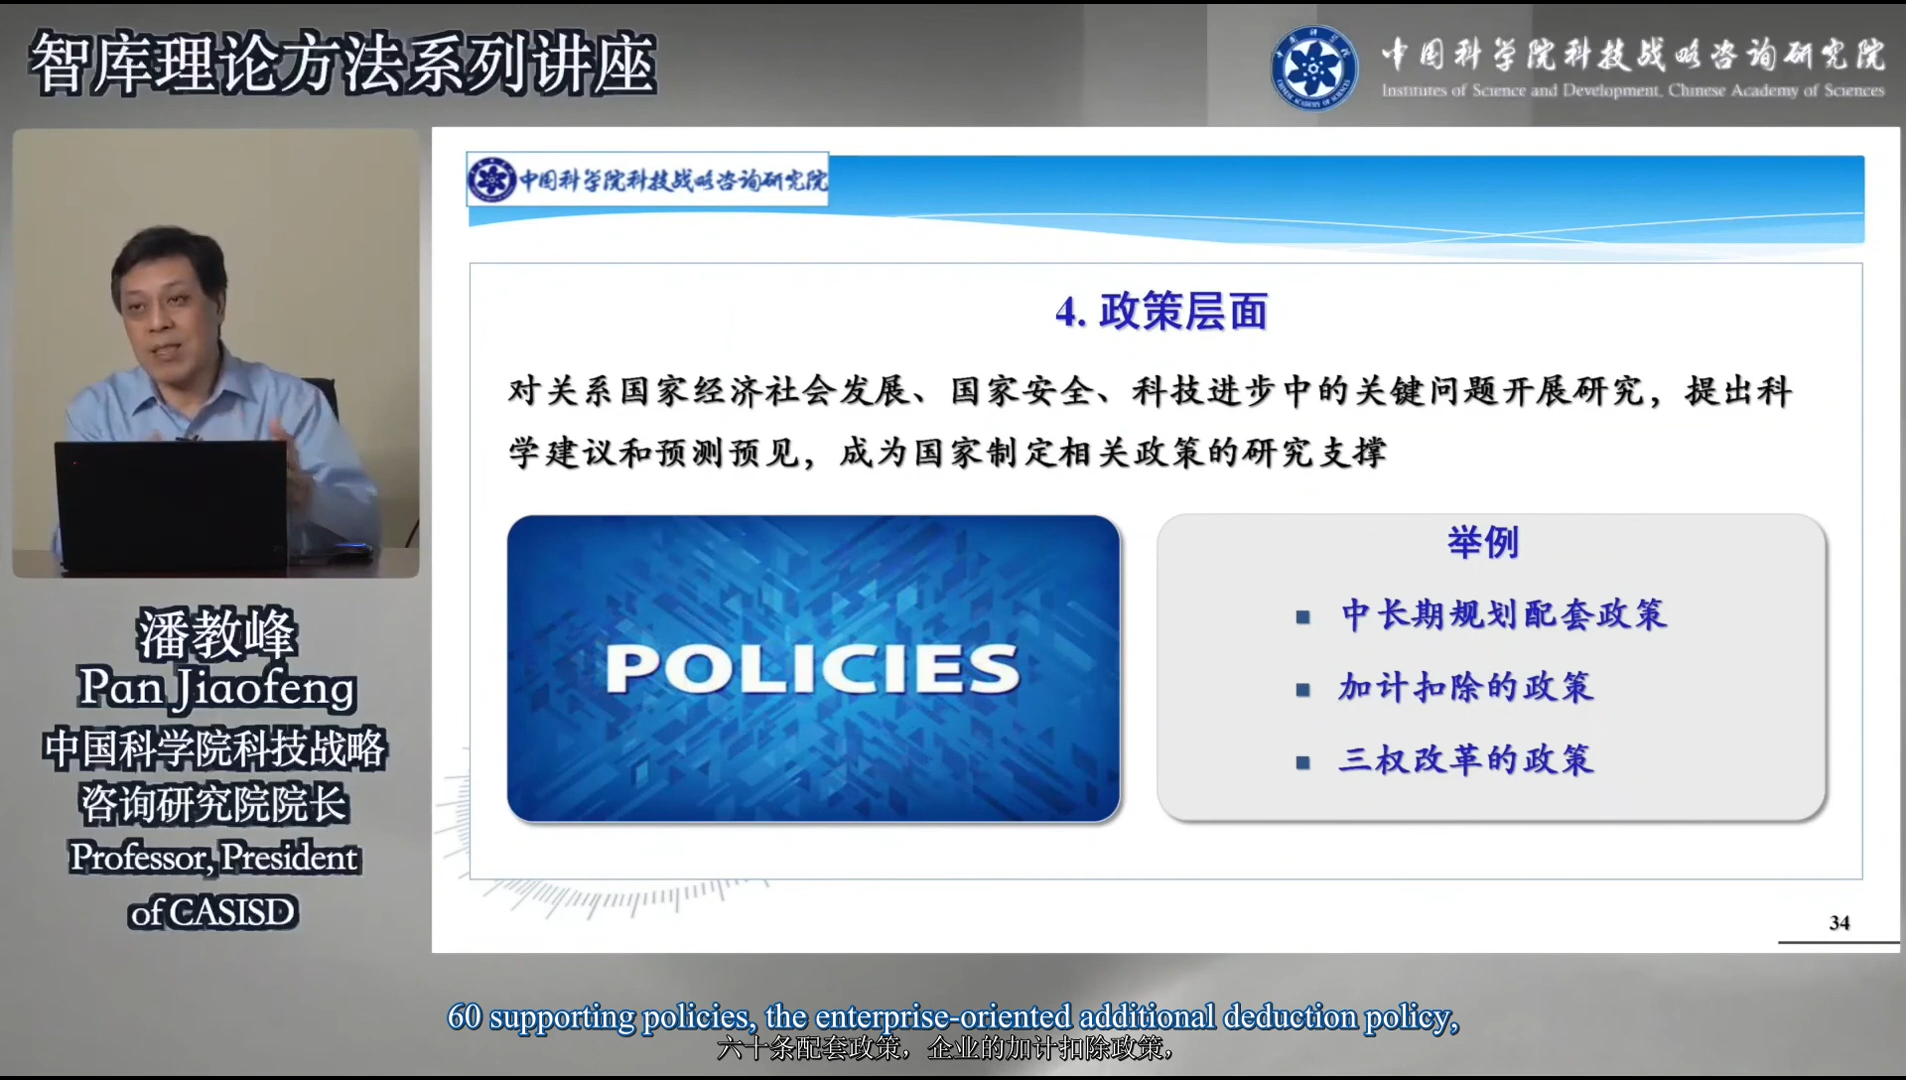 智库理论方法系列讲座
中国科学院科技战略咨询研究院
Institutes of Science and Development, Chinese Academy of Sciences
中国科学院科技战略咨询研究院
4. 政策层面
对关系国家经济社会发展、国家安全、科技进步中的关键问题开展研究，提出科
学建议和预测预见，成为国家制定相关政策的研究支撑
POLICIES
举例
▪ 中长期规划配套政策
▪ 加计扣除的政策
▪ 三权改革的政策
34
潘教峰
Pan Jiaofeng
中国科学院科技战略
咨询研究院院长
Professor, President
of CASISD
60 supporting policies, the enterprise-oriented additional deduction policy,
六十条配套政策，企业的加计扣除政策，